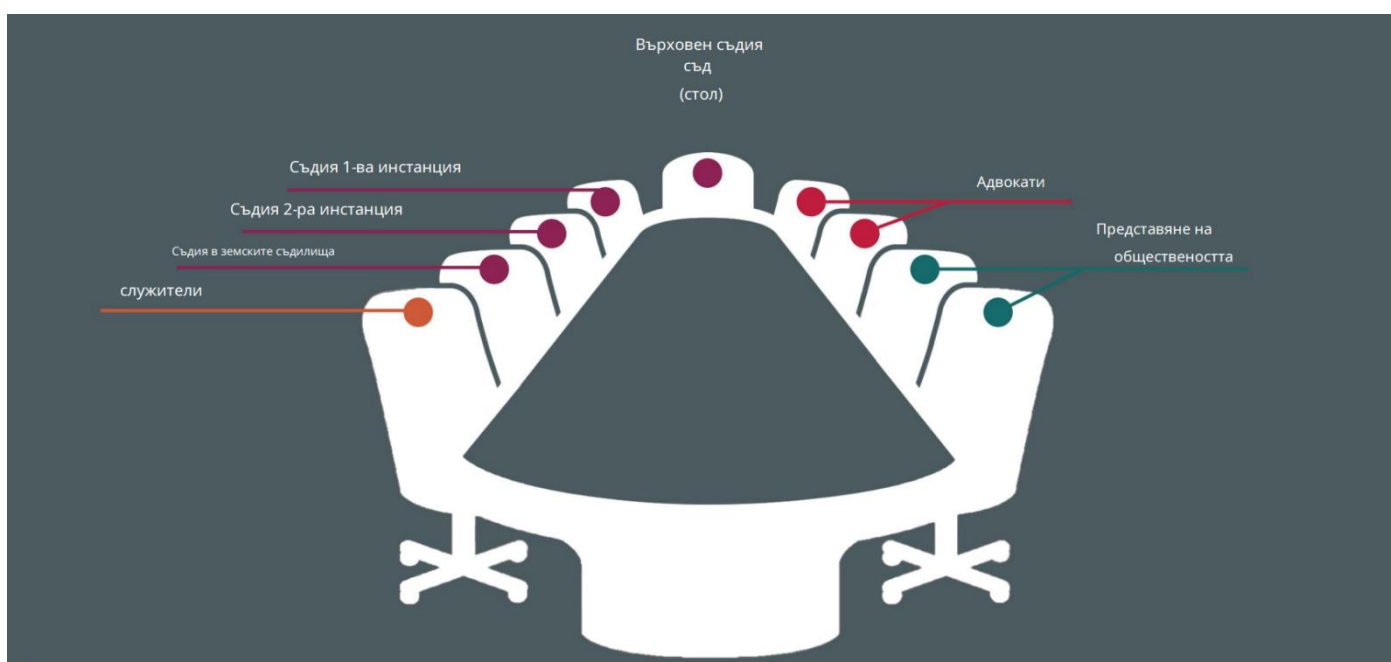 Върховен съдия
съд
(стол)
Съдия 1-ва инстанция
Съдия 2-ра инстанция
Съдия в земските съдилища
служители
Адвокати
Представяне на
обществеността